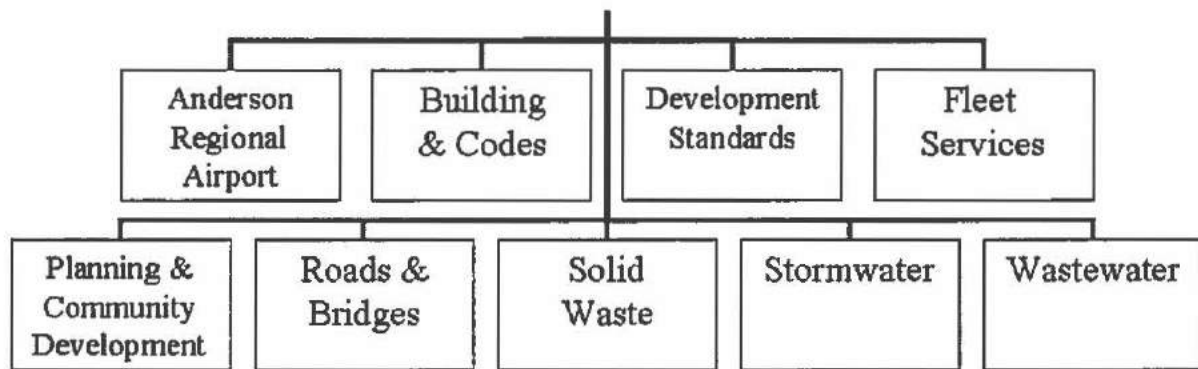 Anderson
Regional
Airport
Building
& Codes
Development
Standards
Fleet
Services
Planning &
Community
Development
Roads &
Bridges
Solid
Waste
Stormwater
Wastewater